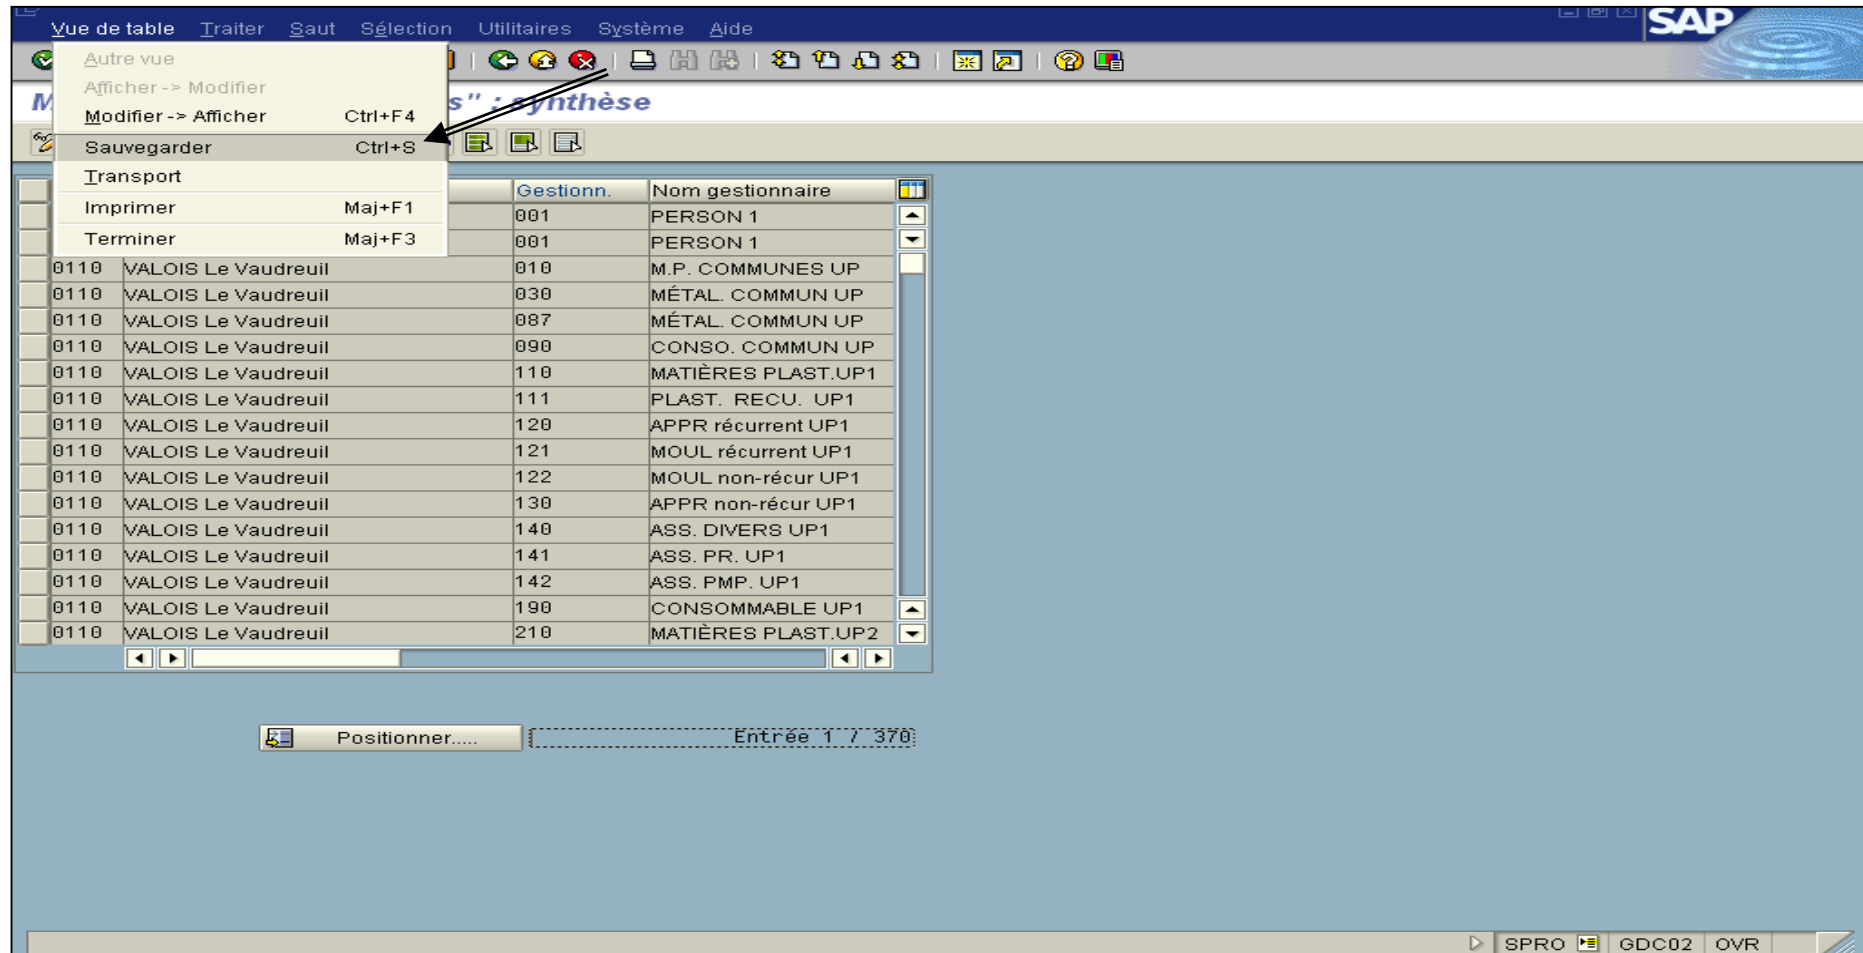 Vue de table Traiter Saut Sélection Utilitaires Système Aide SAP
Autre vue
Afficher -> Modifier
M s" : synthèse
Modifier -> Afficher Ctrl+F4
Sauvegarder Ctrl+S
Transport
Imprimer Maj+F1
Terminer Maj+F3
Gestionn. Nom gestionnaire
001 PERSON 1
001 PERSON 1
0110 VALOIS Le Vaudreuil 010 M.P. COMMUNES UP
0110 VALOIS Le Vaudreuil 030 MÉTAL. COMMUN UP
0110 VALOIS Le Vaudreuil 087 MÉTAL. COMMUN UP
0110 VALOIS Le Vaudreuil 090 CONSO. COMMUN UP
0110 VALOIS Le Vaudreuil 110 MATIÈRES PLAST.UP1
0110 VALOIS Le Vaudreuil 111 PLAST. RECU. UP1
0110 VALOIS Le Vaudreuil 120 APPR récurrent UP1
0110 VALOIS Le Vaudreuil 121 MOUL récurrent UP1
0110 VALOIS Le Vaudreuil 122 MOUL non-récur UP1
0110 VALOIS Le Vaudreuil 130 APPR non-récur UP1
0110 VALOIS Le Vaudreuil 140 ASS. DIVERS UP1
0110 VALOIS Le Vaudreuil 141 ASS. PR. UP1
0110 VALOIS Le Vaudreuil 142 ASS. PMP. UP1
0110 VALOIS Le Vaudreuil 190 CONSOMMABLE UP1
0110 VALOIS Le Vaudreuil 210 MATIÈRES PLAST.UP2
Positionner..... Entrée 1 / 370
SPRO GDC02 OVR